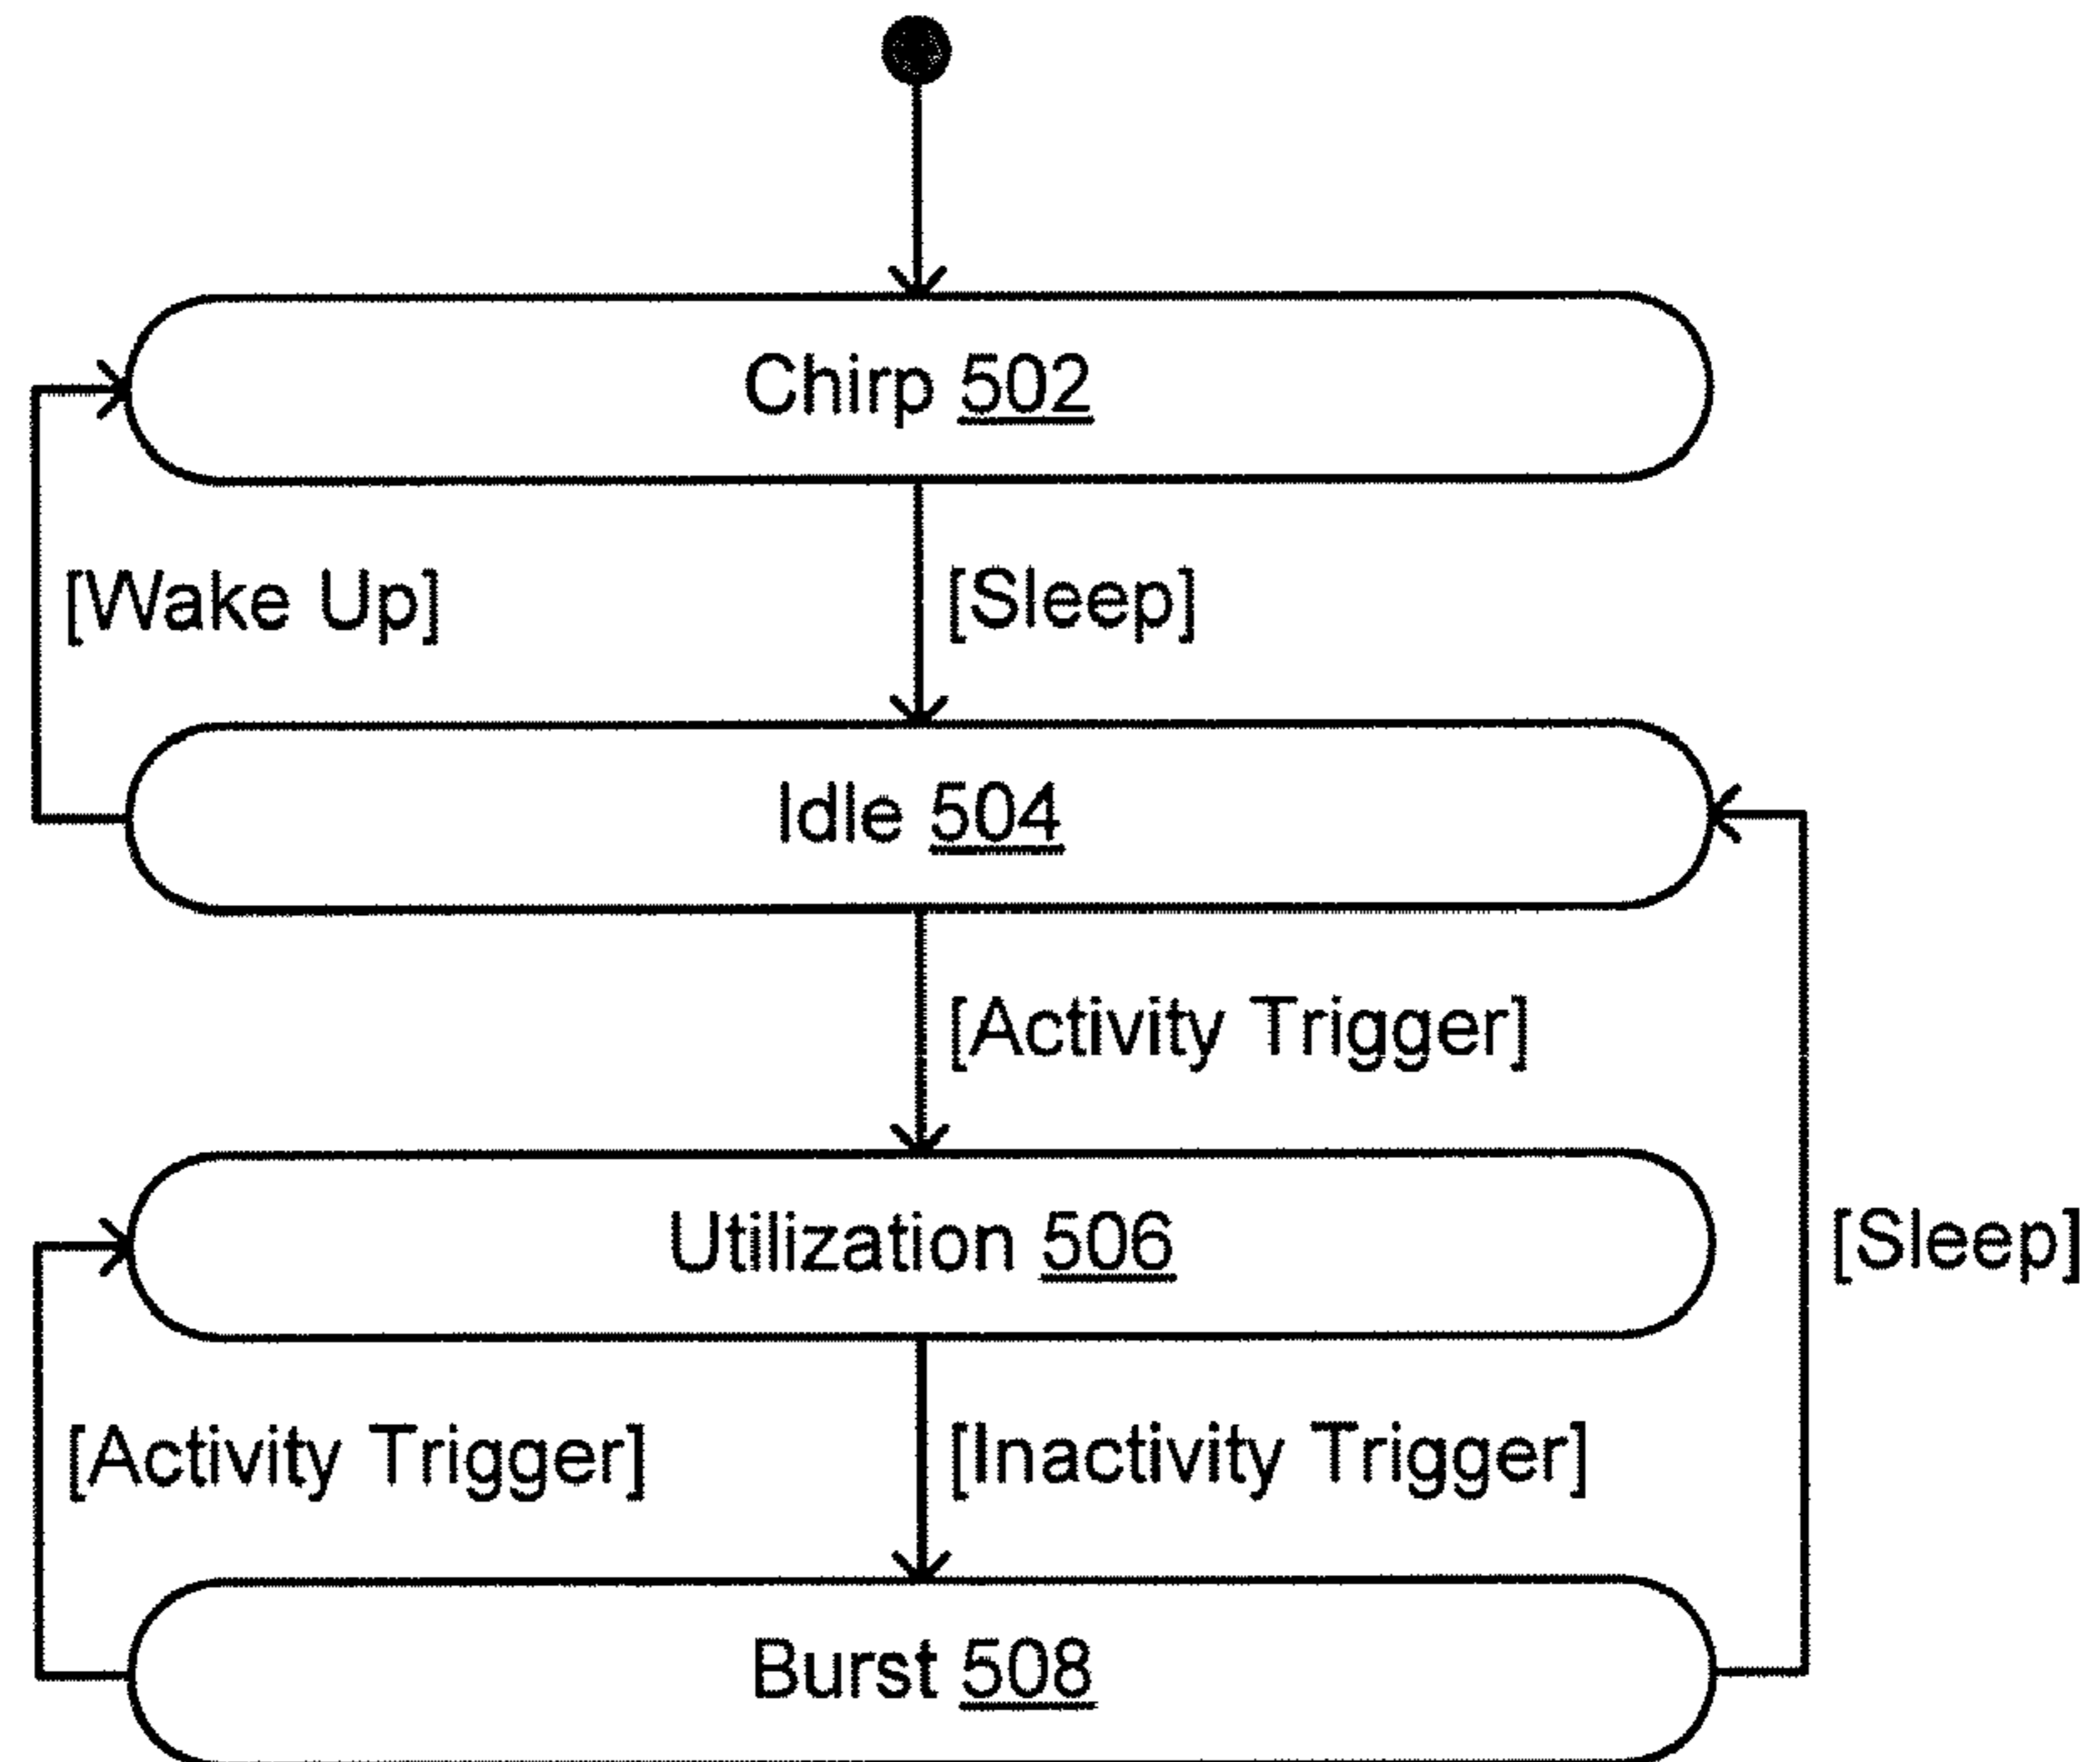 Chirp 502
[Wake Up]
[Sleep]
Idle 504
[Activity Trigger]
Utilization 506
[Sleep]
[Activity Trigger]
[Inactivity Trigger]
Burst 508